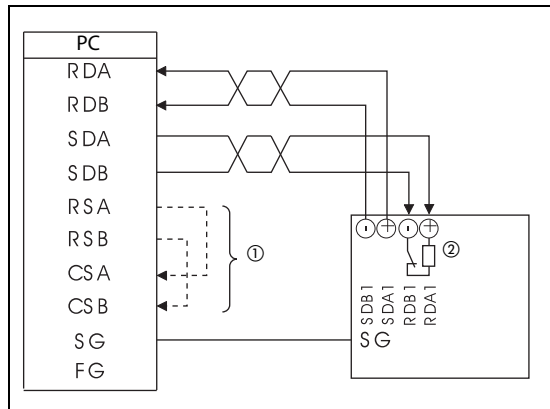 PC
RDA
RDB
SDA
SDB
RSA
RSB
CSA
CSB
SG
FG
①
②
- + - +
SDB1
SDA1
RDB1
RDA1
SG